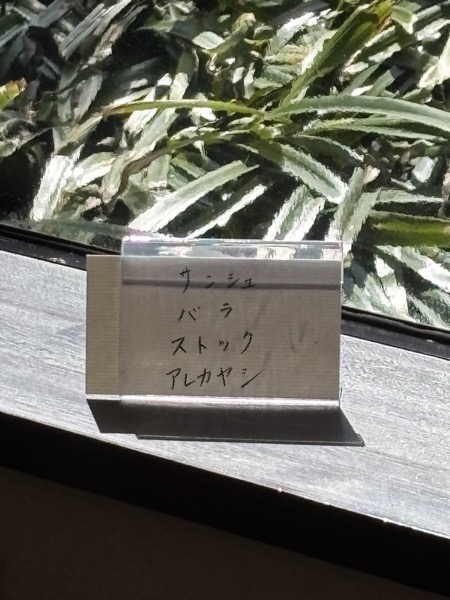 サンシュ
バラ
ストック
アレカヤシ